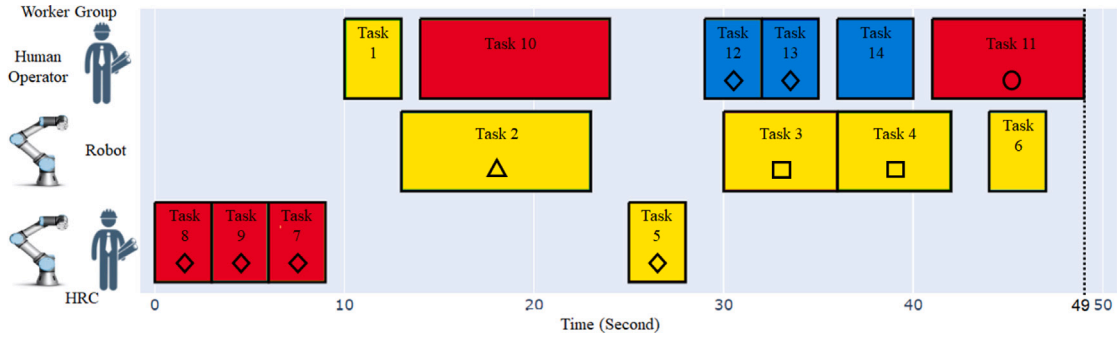 Worker Group
Human
Operator
Task
1
Task 10
Task
12
Task
13
Task
14
Task 11
Robot
Task 2
Task 3
Task 4
Task
6
Task
8
Task
9
Task
7
Task
5
HRC
0
10
20
30
40
49
50
Time (Second)